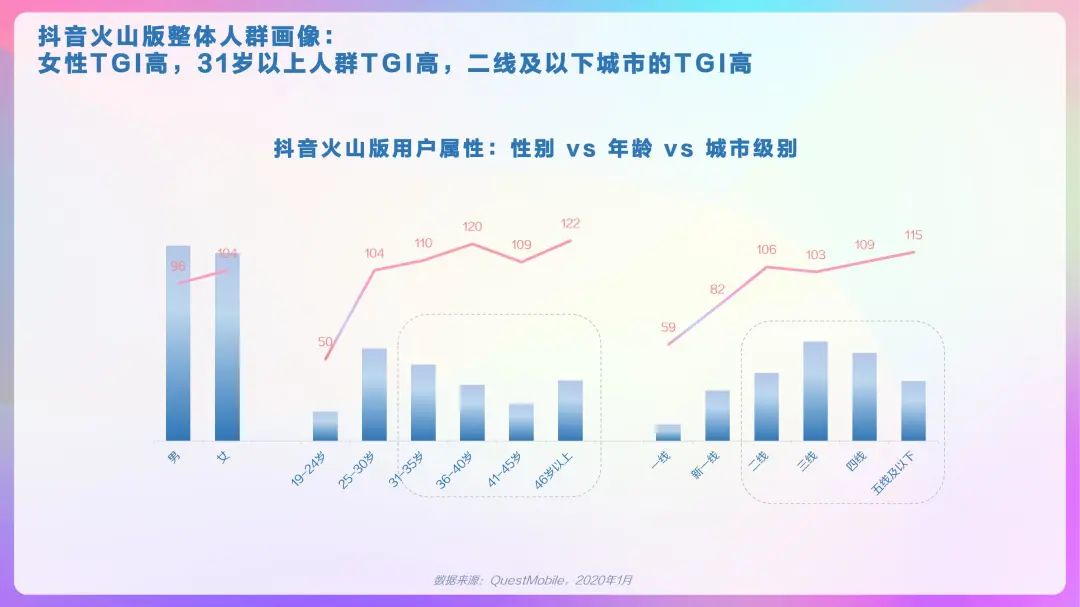 抖音火山版整体人群画像：
女性TGI高，31岁以上人群TGI高，二线及以下城市的TGI高
抖音火山版用户属性：性别 vs 年龄 vs 城市级别
96
104
50
104
110
120
109
122
59
82
106
103
109
115
男
女
19-24岁
25-30岁
31-35岁
36-40岁
41-45岁
46岁以上
一线
新一线
二线
三线
四线
五线及以下
数据来源：QuestMobile，2020年1月